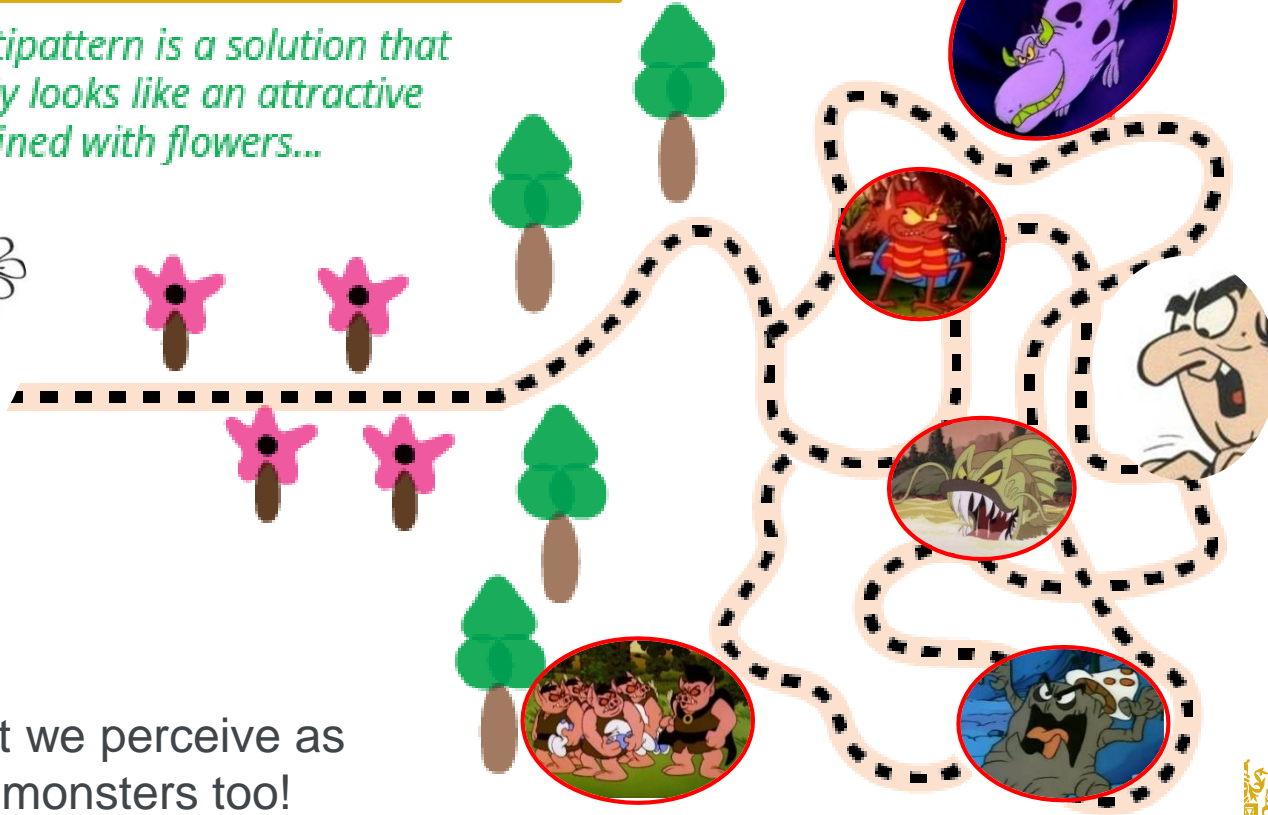 tipattern is a solution that
y looks like an attractive
ined with flowers...
t we perceive as
monsters too!